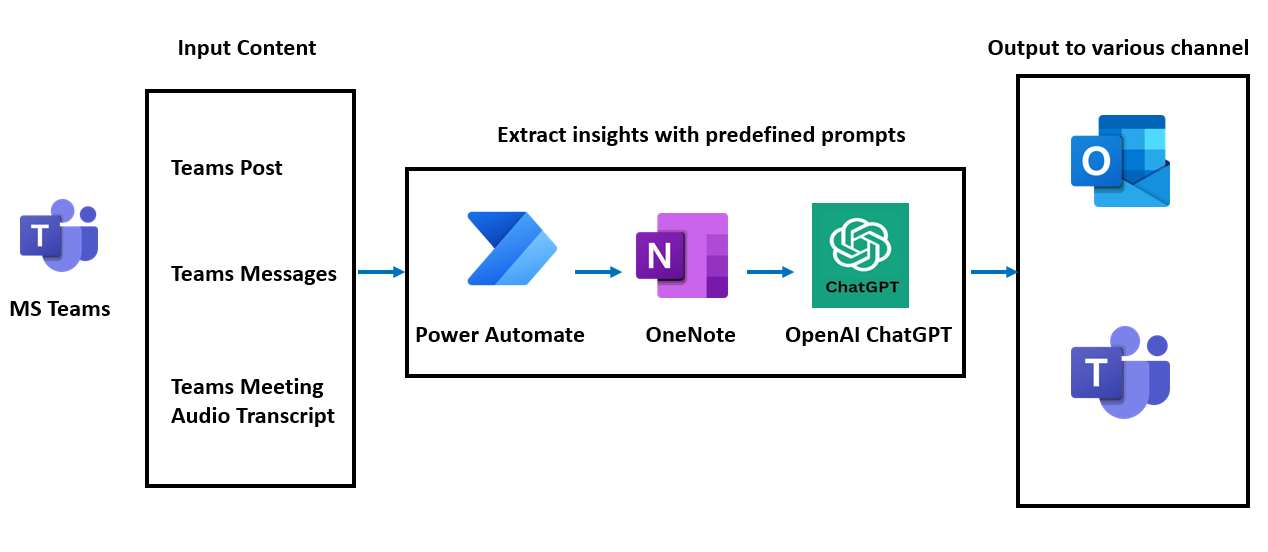 Input Content
Output to various channel
Extract insights with predefined prompts
Teams Post
T
MS Teams
Teams Messages
Teams Meeting
Audio Transcript
N
ChatGPT
Power Automate
OneNote
OpenAI ChatGPT
O
T